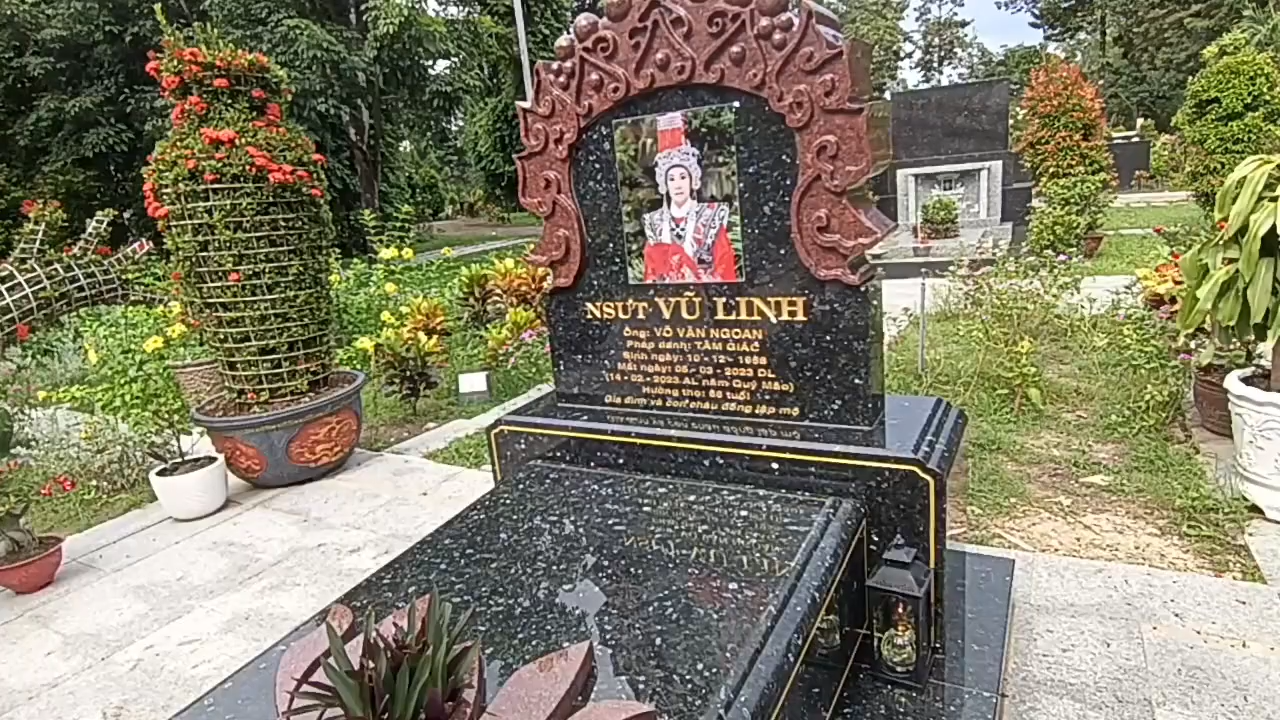 NSƯT VŨ LINH
Ông: VÕ VĂN NGOAN
Pháp danh: TÂM GIÁC
Sinh ngày: 10 - 12 - 1958
Mất ngày: 05 - 03 - 2023 DL
(14 - 02 - 2023 AL năm Quý Mão)
Hưởng thọ: 66 tuổi
Gia đình và con cháu đồng lập mộ